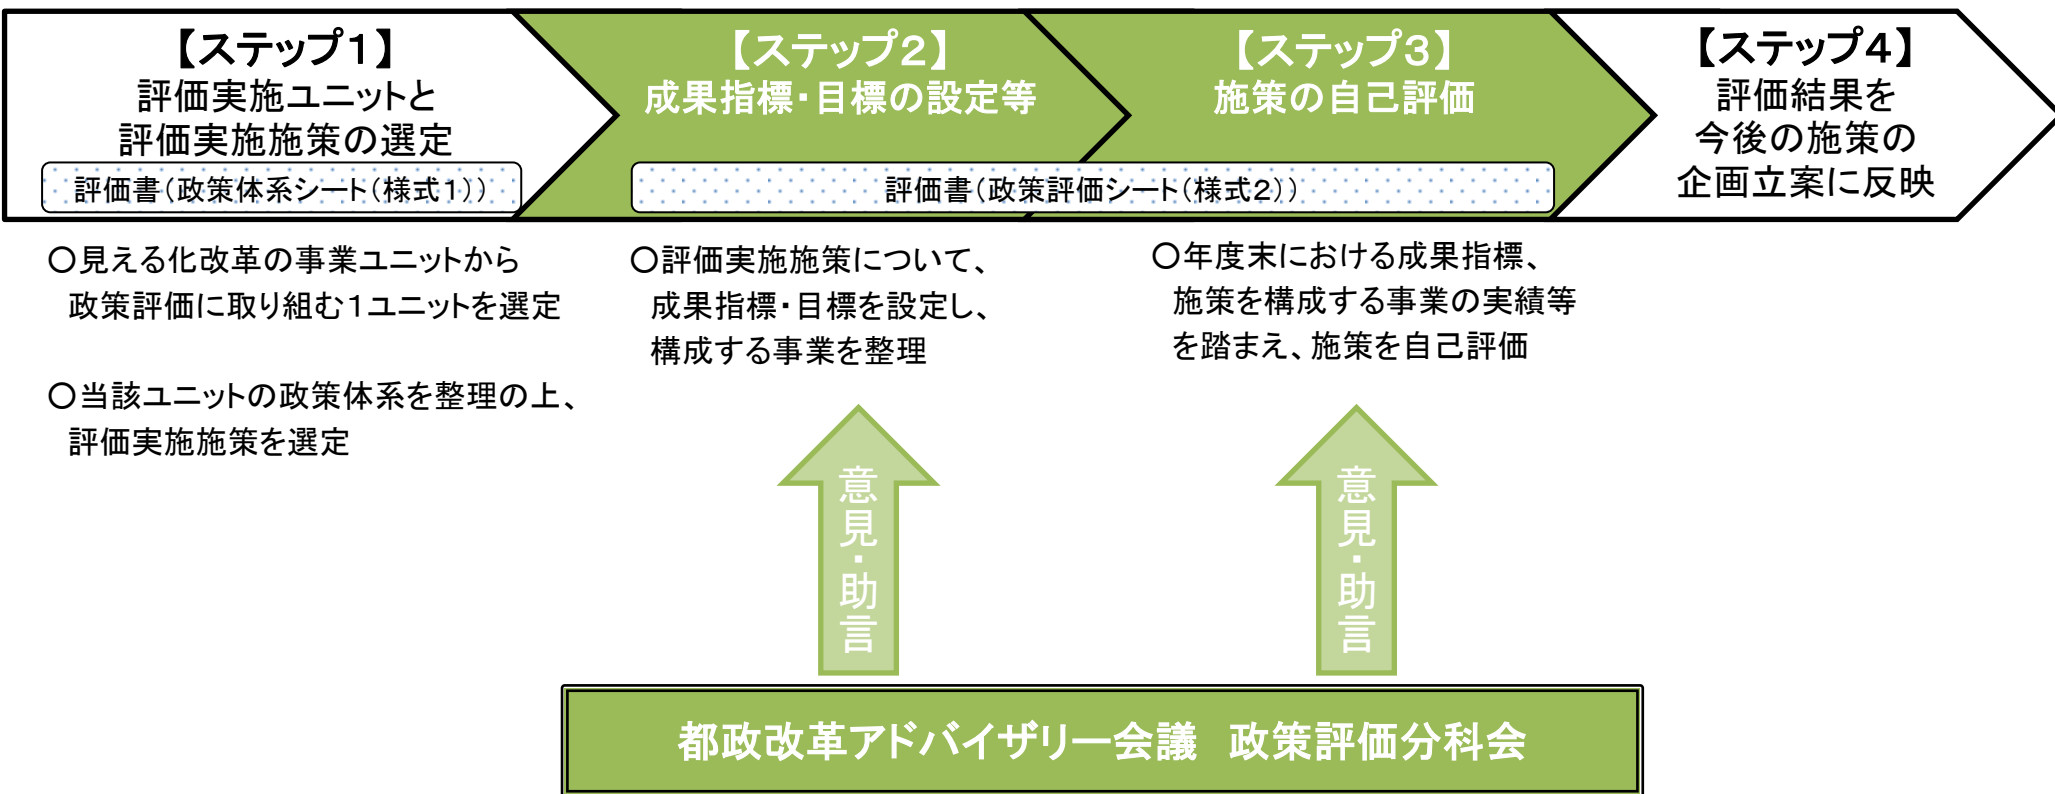 【ステップ1】
評価実施ユニットと
評価実施施策の選定
評価書(政策体系シート(様式1))
【ステップ2】
成果指標・目標の設定等
【ステップ3】
施策の自己評価
評価書(政策評価シート(様式2))
【ステップ4】
評価結果を
今後の施策の
企画立案に反映
○見える化改革の事業ユニットから
政策評価に取り組む1ユニットを選定
○当該ユニットの政策体系を整理の上、
評価実施施策を選定
○評価実施施策について、
成果指標・目標を設定し、
構成する事業を整理
○年度末における成果指標、
施策を構成する事業の実績等
を踏まえ、施策を自己評価
意見・助言
意見・助言
都政改革アドバイザリー会議　政策評価分科会